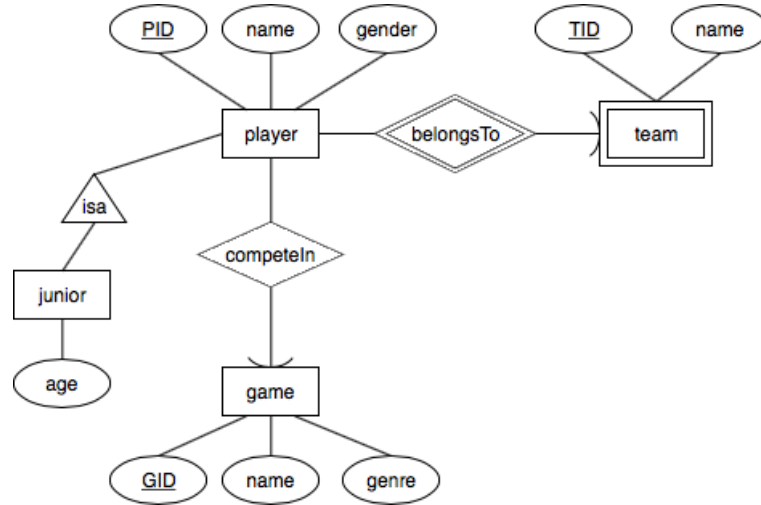 PID
name
gender
TID
name
player
belongsTo
team
isa
competeIn
junior
age
game
GID
name
genre